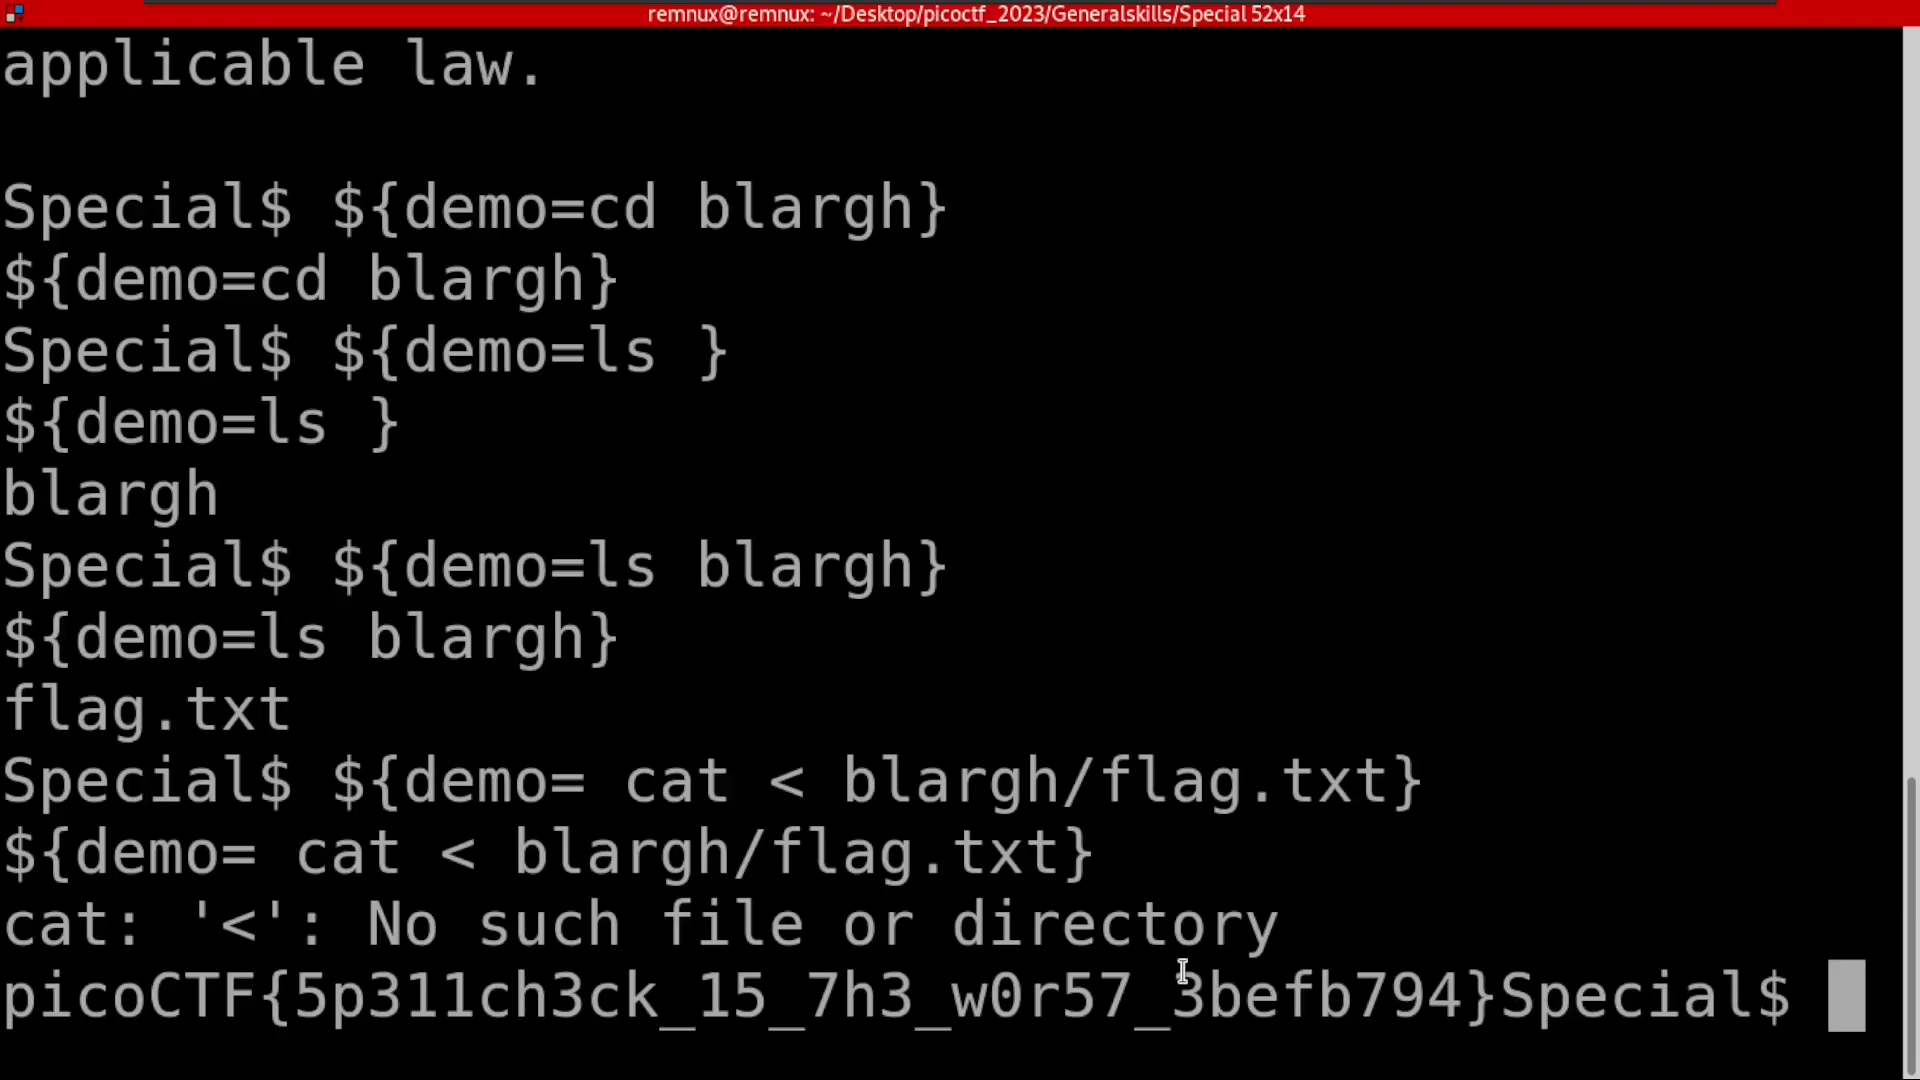 remnux@remnux: ~/Desktop/picoctf_2023/Generalskills/Special 52x14
applicable law.
Special$ ${demo=cd blargh}
${demo=cd blargh}
Special$ ${demo=ls }
${demo=ls }
blargh
Special$ ${demo=ls blargh}
${demo=ls blargh}
flag.txt
Special$ ${demo= cat < blargh/flag.txt}
${demo= cat < blargh/flag.txt}
cat: '<': No such file or directory
picoCTF{5p311ch3ck_15_7h3_w0r57_3befb794}Special$